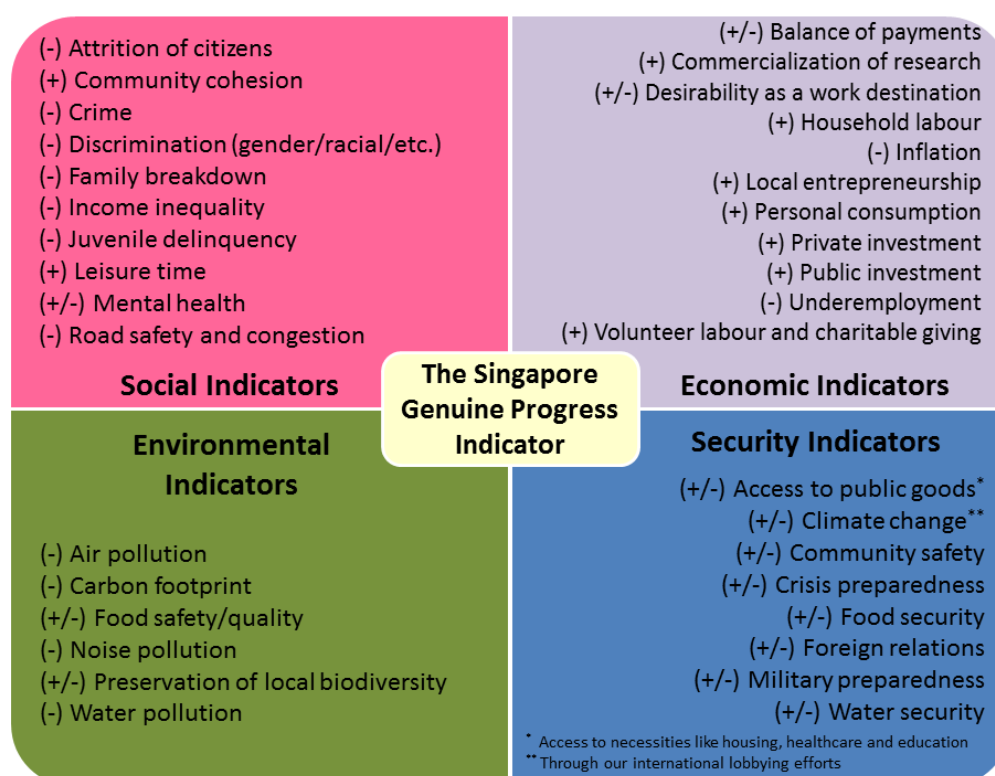 (-) Attrition of citizens
(+) Community cohesion
(-) Crime
(-) Discrimination (gender/racial/etc.)
(-) Family breakdown
(-) Income inequality
(-) Juvenile delinquency
(+) Leisure time
(+/-) Mental health
(-) Road safety and congestion
Social Indicators
(+/-) Balance of payments
(+) Commercialization of research
(+/-) Desirability as a work destination
(+) Household labour
(-) Inflation
(+) Local entrepreneurship
(+) Personal consumption
(+) Private investment
(+) Public investment
(-) Underemployment
(+) Volunteer labour and charitable giving
Economic Indicators
The Singapore
Genuine Progress
Indicator
Environmental
Indicators
(-) Air pollution
(-) Carbon footprint
(+/-) Food safety/quality
(-) Noise pollution
(+/-) Preservation of local biodiversity
(-) Water pollution
Security Indicators
(+/-) Access to public goods*
(+/-) Climate change**
(+/-) Community safety
(+/-) Crisis preparedness
(+/-) Food security
(+/-) Foreign relations
(+/-) Military preparedness
(+/-) Water security
* Access to necessities like housing, healthcare and education
** Through our international lobbying efforts